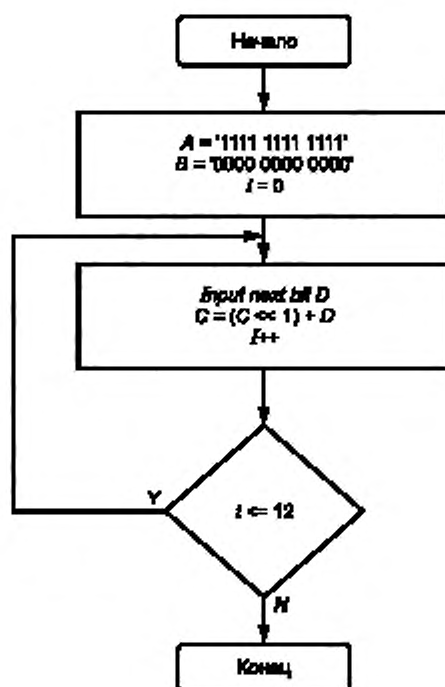 Начало
A = '1111 1111 1111'
B = '0000 0000 0000'
I = 0
Input next bit D
C = (C << 1) + D
I++
Y
I <= 12
N
Конец